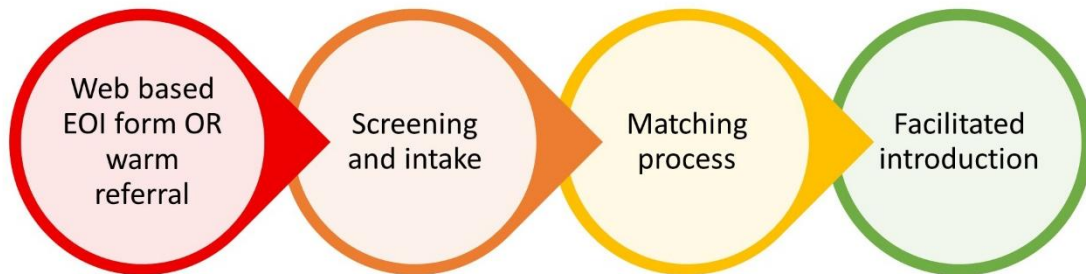 Web based
EOI form OR
warm
referral
Screening
and intake
Matching
process
Facilitated
introduction